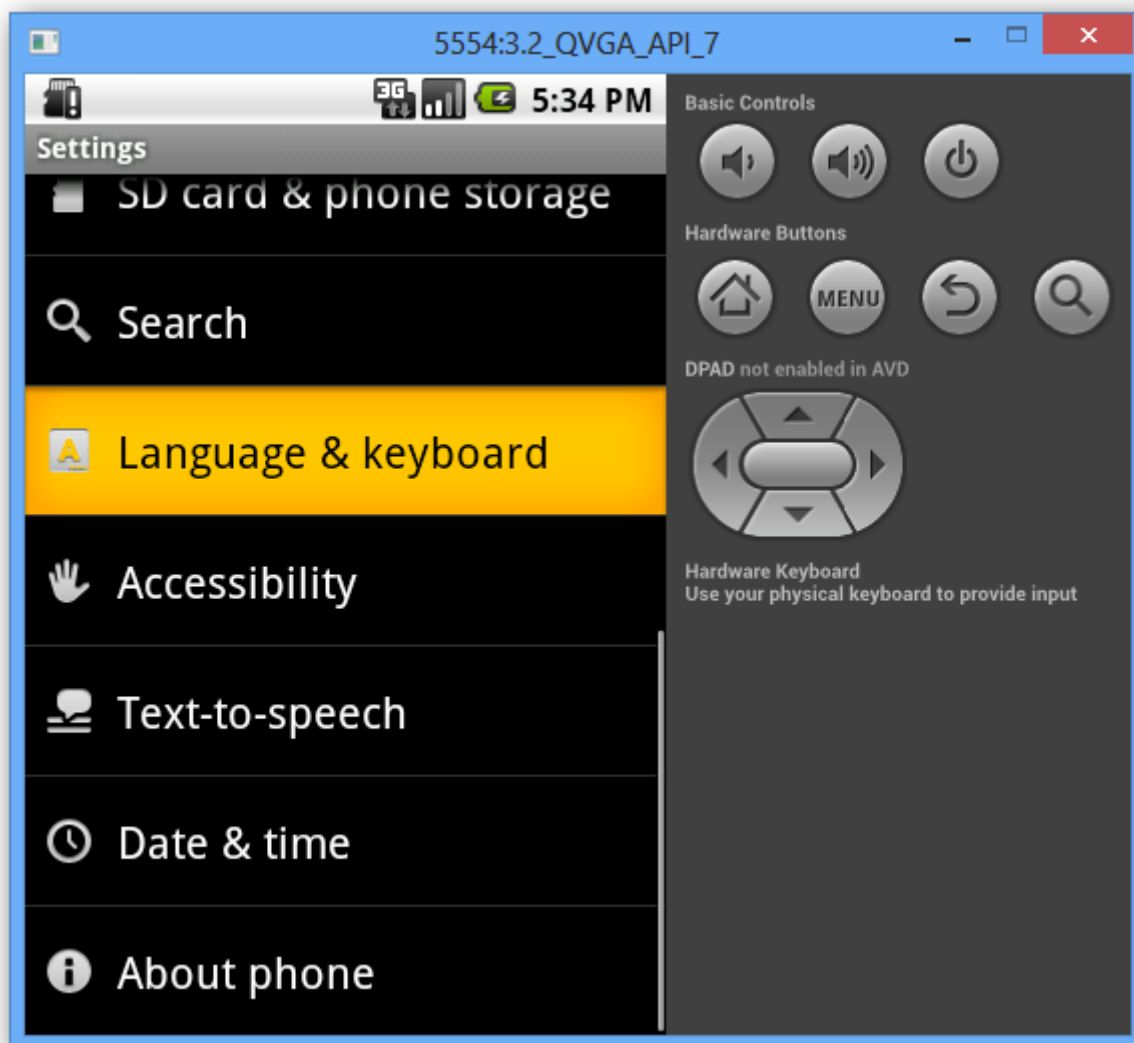 5554:3.2_QVGA_API_7
3G 5:34 PM
Settings
SD card & phone storage
Search
Language & keyboard
Accessibility
Text-to-speech
Date & time
About phone
Basic Controls
Hardware Buttons
MENU
DPAD not enabled in AVD
Hardware Keyboard
Use your physical keyboard to provide input